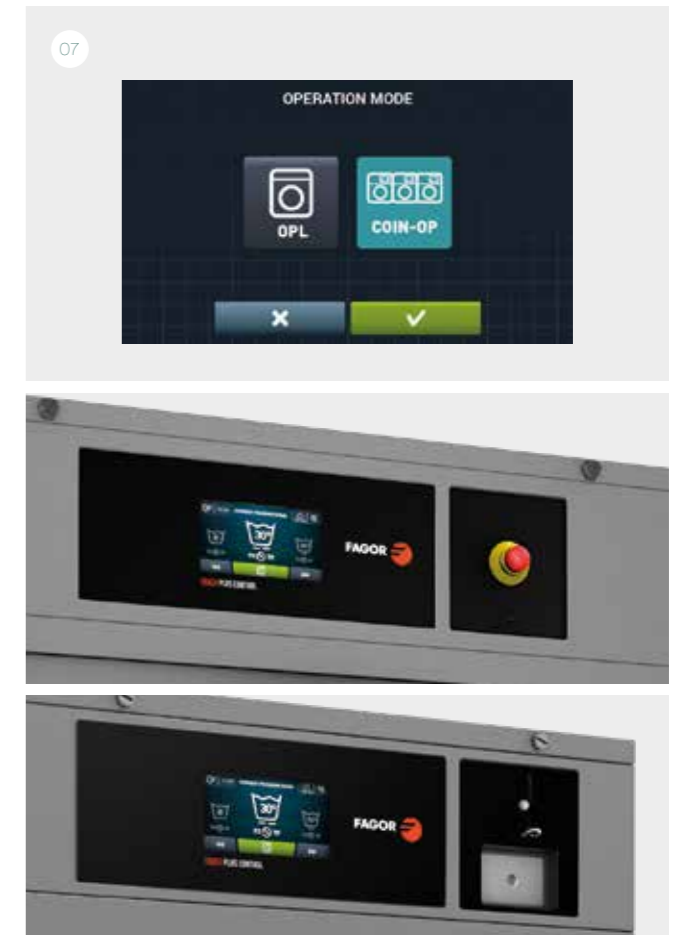 07
OPERATION MODE
OPL
COIN-OP
30°
FAGOR
PLUS CONTROL
30°
FAGOR
PLUS CONTROL